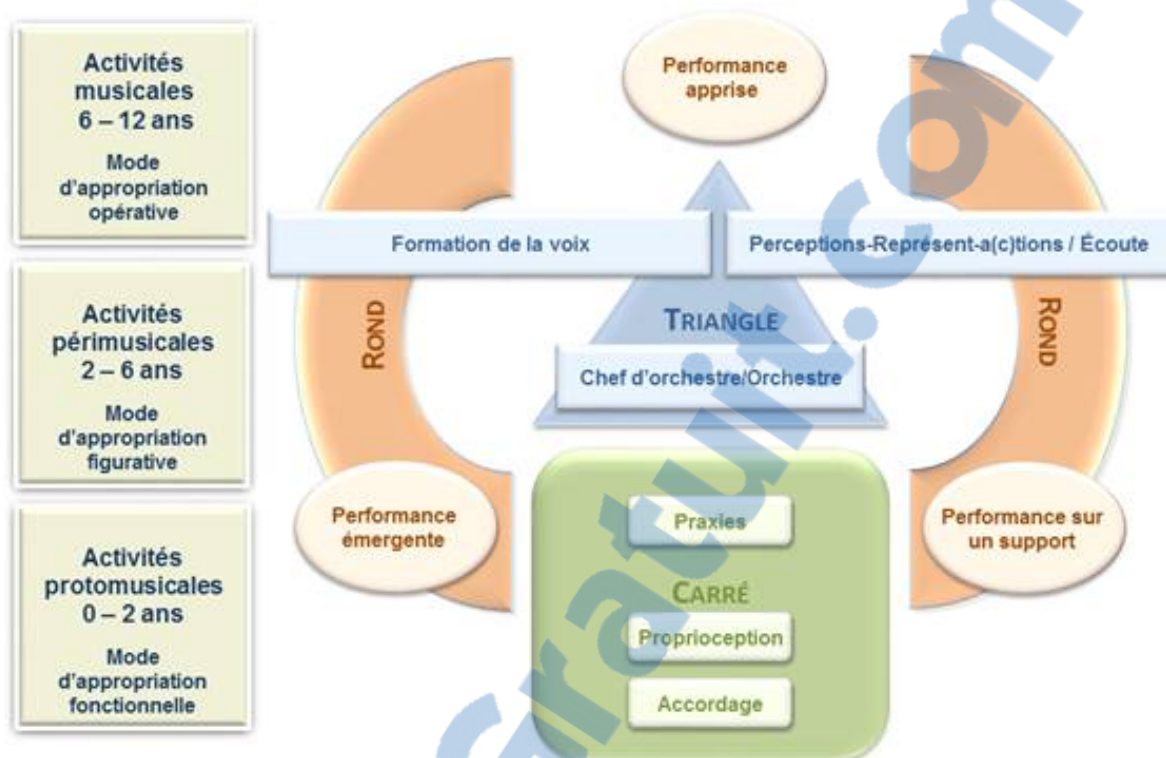 Activités
musicales
6 – 12 ans
Mode
d'appropriation
opérative
Activités
périmusicales
2 – 6 ans
Mode
d'appropriation
figurative
Activités
protomusicales
0 – 2 ans
Mode
d'appropriation
fonctionnelle
Performance
apprise
Formation de la voix
Perceptions-Représent-a(c)tions / Écoute
ROND
TRIANGLE
ROND
Chef d'orchestre/Orchestre
Performance
émergente
Performance sur
un support
Praxies
CARRÉ
Proprioception
Accordage
Gratuit.com